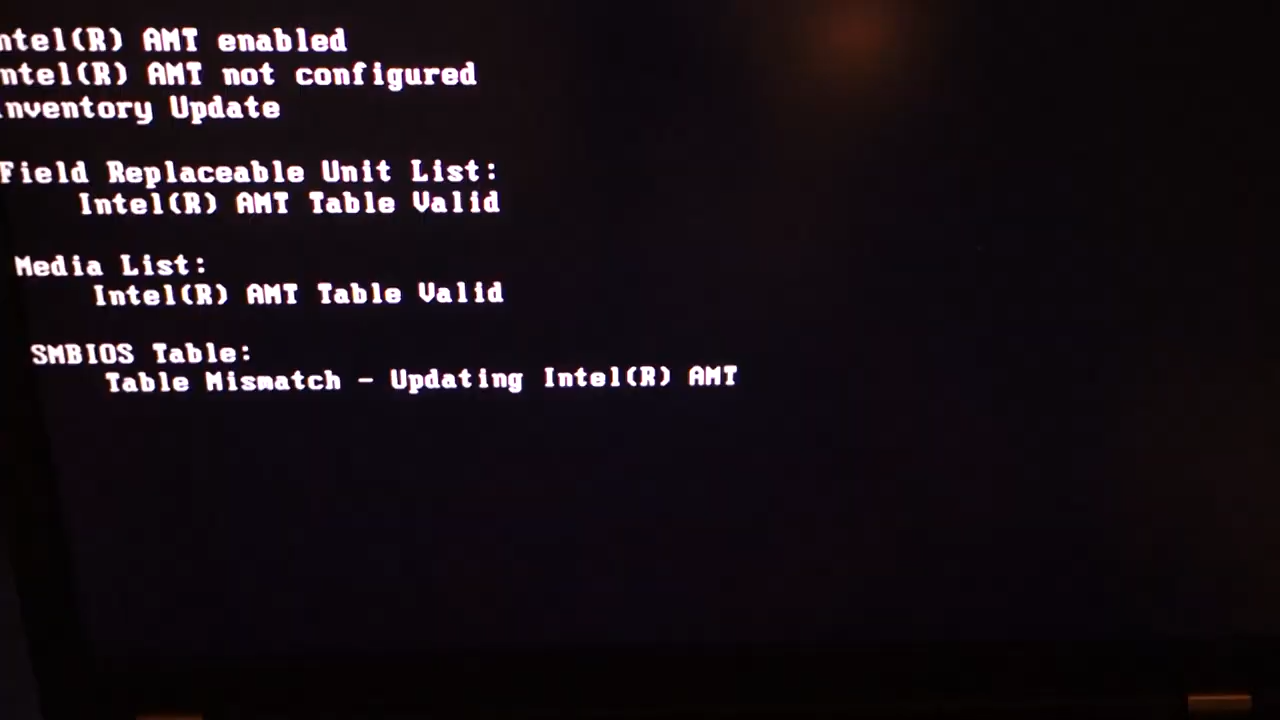 ntel(R) AMT enabled
ntel(R) AMT not configured
Inventory Update
Field Replaceable Unit List:
Intel(R) AMT Table Valid
Media List:
Intel(R) AMT Table Valid
SMBIOS Table:
Table Mismatch - Updating Intel(R) AMT